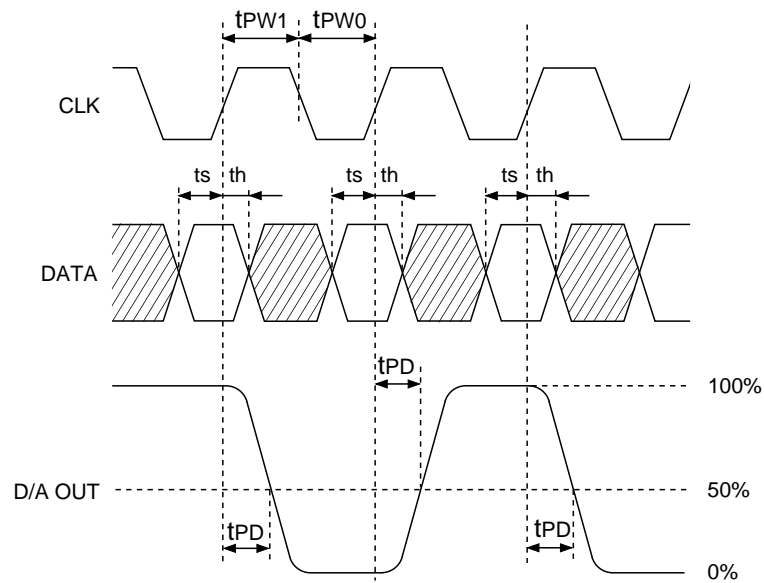 tPW1 tPW0
CLK
ts th ts th ts th
DATA
tPD
100%
D/A OUT
50%
tPD tPD
0%